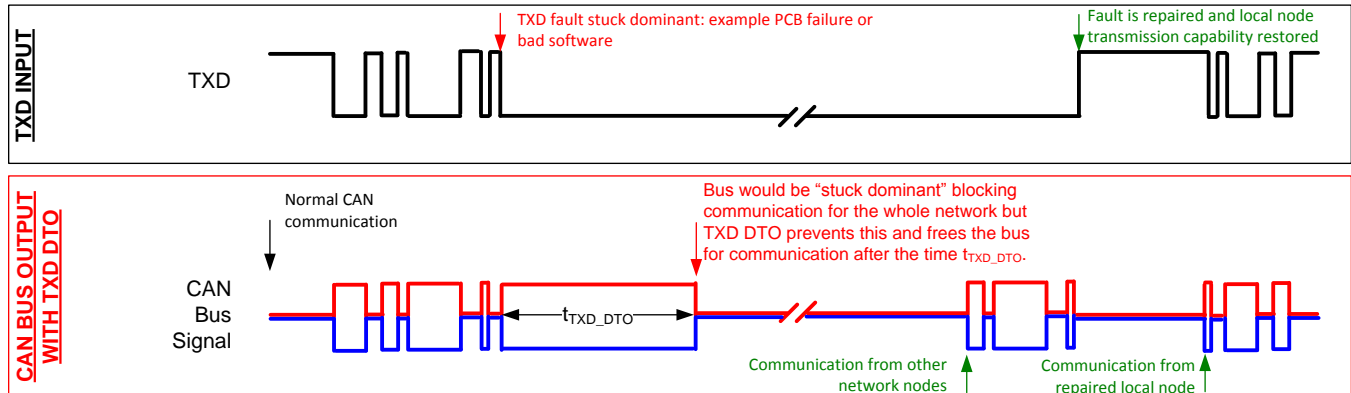 TXD INPUT
TXD fault stuck dominant: example PCB failure or
bad software
Fault is repaired and local node
transmission capability restored
TXD
CAN BUS OUTPUT
WITH TXD DTO
Normal CAN
communication
Bus would be “stuck dominant” blocking
communication for the whole network but
TXD DTO prevents this and frees the bus
for communication after the time tTXD_DTO.
CAN
Bus
Signal
tTXD_DTO
Communication from other
network nodes
Communication from
repaired local node